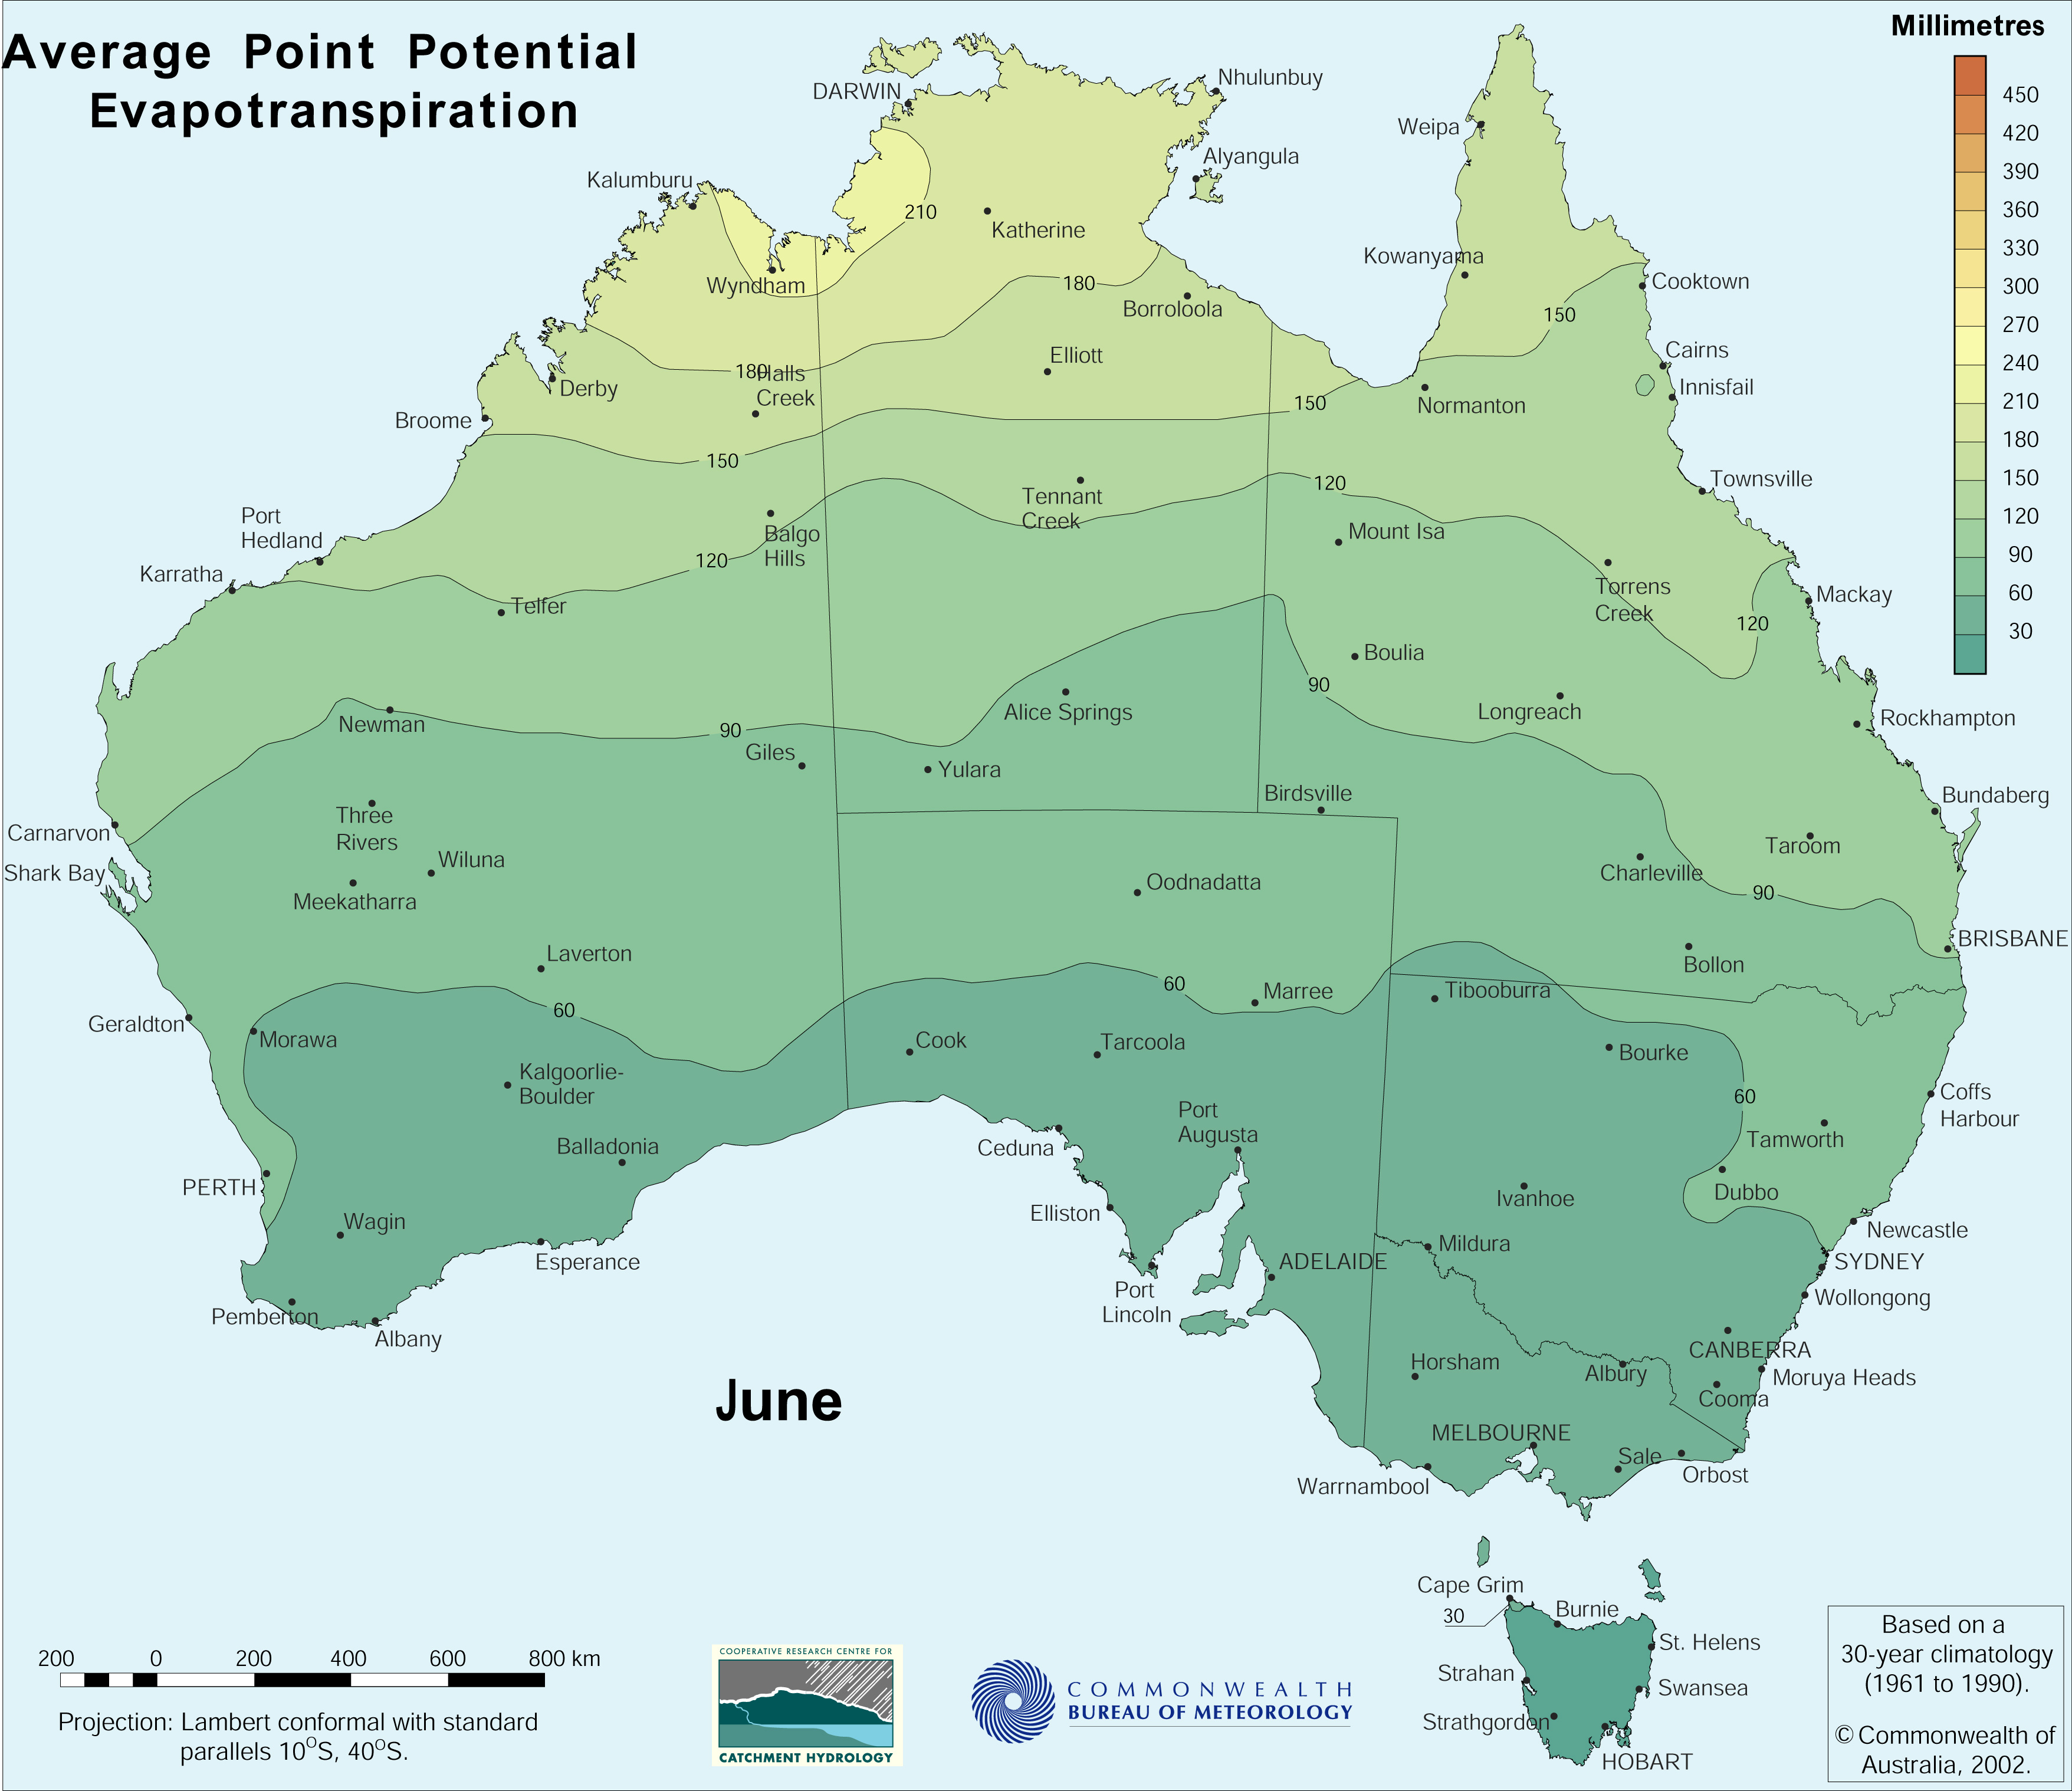 Average Point Potential
Evapotranspiration
Millimetres
450
420
390
360
330
300
270
240
210
180
150
120
90
60
30
DARWIN
Nhulunbuy
Weipa
Alyangula
Kalumburu
210
Katherine
Kowanyama
Wyndham
180
Cooktown
Borroloola
150
Cairns
Elliott
180
Halls
Creek
Derby
Innisfail
150
Normanton
Broome
150
Townsville
120
Tennant
Creek
Port
Hedland
Mount Isa
Balgo
Hills
120
Karratha
Torrens
Creek
Mackay
Telfer
120
Boulia
90
Alice Springs
Longreach
Newman
Rockhampton
90
Giles
Yulara
Birdsville
Bundaberg
Three
Rivers
Carnarvon
Taroom
Wiluna
Shark Bay
Charleville
Oodnadatta
90
Meekatharra
BRISBANE
Laverton
Bollon
60
Marree
Tibooburra
60
Geraldton
Morawa
Cook
Tarcoola
Bourke
Kalgoorlie-
Boulder
60
Coffs
Harbour
Port
Augusta
Tamworth
Balladonia
Ceduna
PERTH
Ivanhoe
Dubbo
Wagin
Elliston
Newcastle
Mildura
Esperance
ADELAIDE
SYDNEY
Port
Lincoln
Wollongong
Pemberton
Albany
CANBERRA
Horsham
Albury
Moruya Heads
Cooma
June
MELBOURNE
Sale
Orbost
Warrnambool
Cape Grim
30
Burnie
St. Helens
Strahan
Swansea
Strathgordon
HOBART
200 0 200 400 600 800 km
Projection: Lambert conformal with standard
parallels 10OS, 40OS.
COOPERATIVE RESEARCH CENTRE FOR
CATCHMENT HYDROLOGY
COMMONWEALTH
BUREAU OF METEOROLOGY
Based on a
30-year climatology
(1961 to 1990).
© Commonwealth of
Australia, 2002.